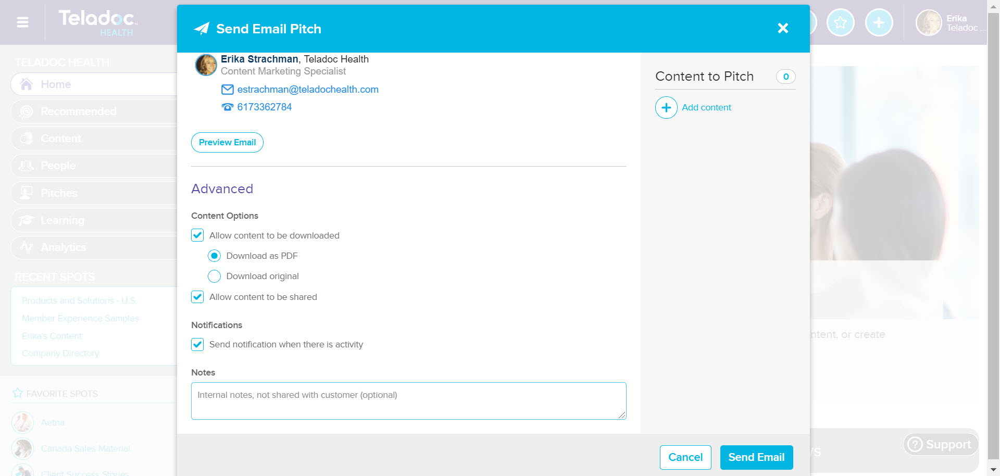 Teladoc
HEALTH
Send Email Pitch
Erika
Teladoc ...
TELADOC HEALTH
Home
Recommended
Content
People
Pitches
Learning
Analytics
RECENT SPOTS
Products and Solutions - U.S.
Member Experience Samples
Erika's Content
Company Directory
FAVORITE SPOTS
Aetna
Canada Sales Material
Client Success Stories
Erika Strachman, Teladoc Health
Content Marketing Specialist
estrachman@teladochealth.com
6173362784
Preview Email
Advanced
Content Options
Allow content to be downloaded
Download as PDF
Download original
Allow content to be shared
Notifications
Send notification when there is activity
Notes
Internal notes, not shared with customer (optional)
Content to Pitch 0
Add content
Cancel
Send Email
ntent, or create
Support